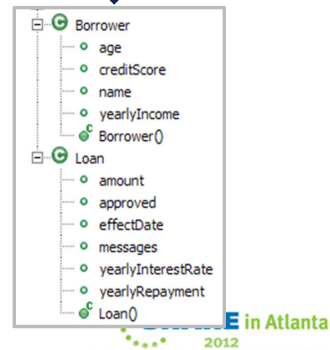 Borrower
age
creditScore
name
yearlyIncome
Borrower()
Loan
amount
approved
effectDate
messages
yearlyInterestRate
yearlyRepayment
Loan()
in Atlanta
2012